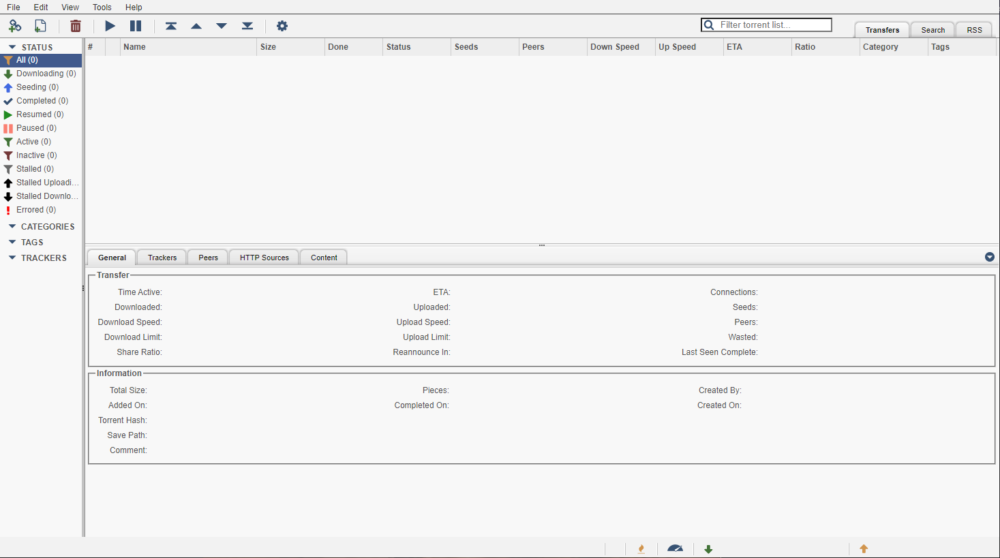 File Edit View Tools Help
Filter torrent list...
Transfers Search RSS
STATUS
All (0)
Downloading (0)
Seeding (0)
Completed (0)
Resumed (0)
Paused (0)
Active (0)
Inactive (0)
Stalled (0)
Stalled Uploadi...
Stalled Downlo...
Errored (0)
CATEGORIES
TAGS
TRACKERS
# Name Size Done Status Seeds Peers Down Speed Up Speed ETA Ratio Category Tags
General Trackers Peers HTTP Sources Content
Transfer
Time Active: ETA: Connections:
Downloaded: Uploaded: Seeds:
Download Speed: Upload Speed: Peers:
Download Limit: Upload Limit: Wasted:
Share Ratio: Reannounce In: Last Seen Complete:
Information
Total Size: Pieces: Created By:
Added On: Completed On: Created On:
Torrent Hash:
Save Path:
Comment: